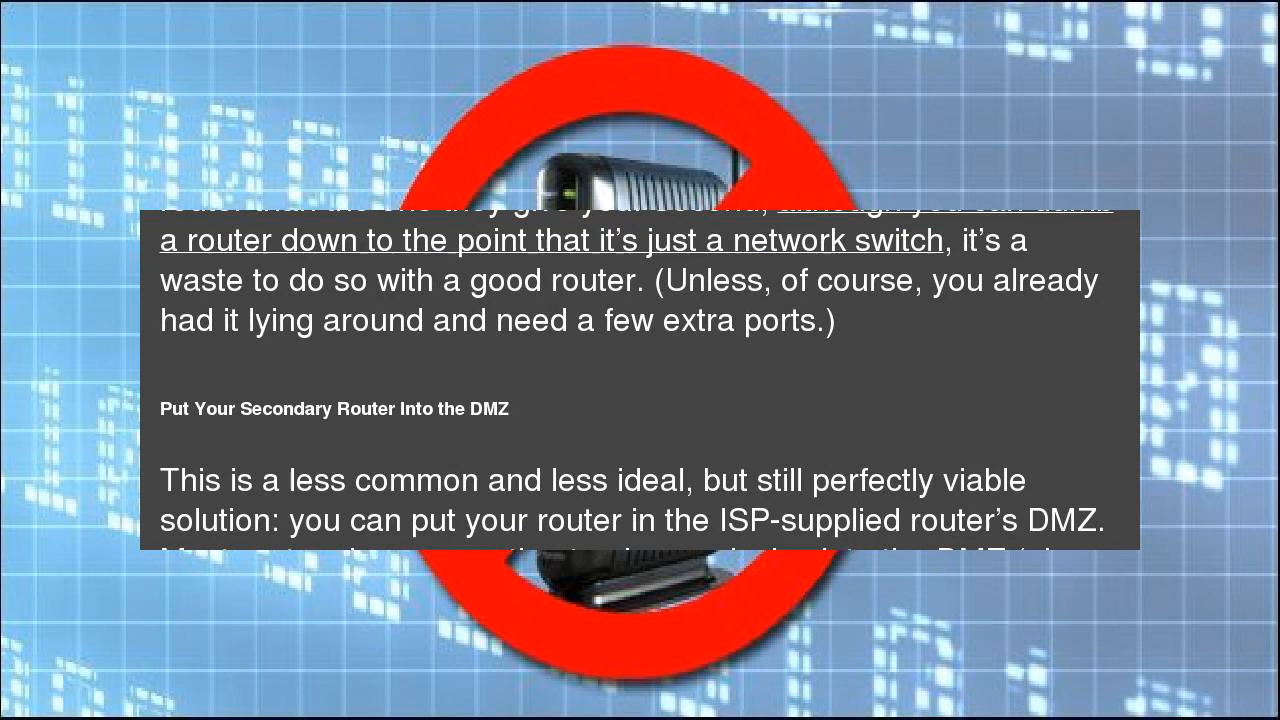 a router down to the point that it’s just a network switch, it’s a
waste to do so with a good router. (Unless, of course, you already
had it lying around and need a few extra ports.)
Put Your Secondary Router Into the DMZ
This is a less common and less ideal, but still perfectly viable
solution: you can put your router in the ISP-supplied router’s DMZ.